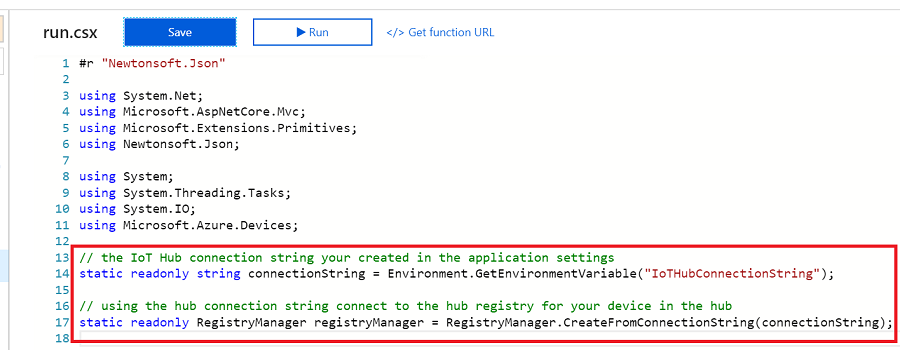 run.csx Save Run </> Get function URL
1 #r "Newtonsoft.Json"
2
3 using System.Net;
4 using Microsoft.AspNetCore.Mvc;
5 using Microsoft.Extensions.Primitives;
6 using Newtonsoft.Json;
7
8 using System;
9 using System.Threading.Tasks;
10 using System.IO;
11 using Microsoft.Azure.Devices;
12
13 // the IoT Hub connection string your created in the application settings
14 static readonly string connectionString = Environment.GetEnvironmentVariable("IoTHubConnectionString");
15
16 // using the hub connection string connect to the hub registry for your device in the hub
17 static readonly RegistryManager registryManager = RegistryManager.CreateFromConnectionString(connectionString);
18